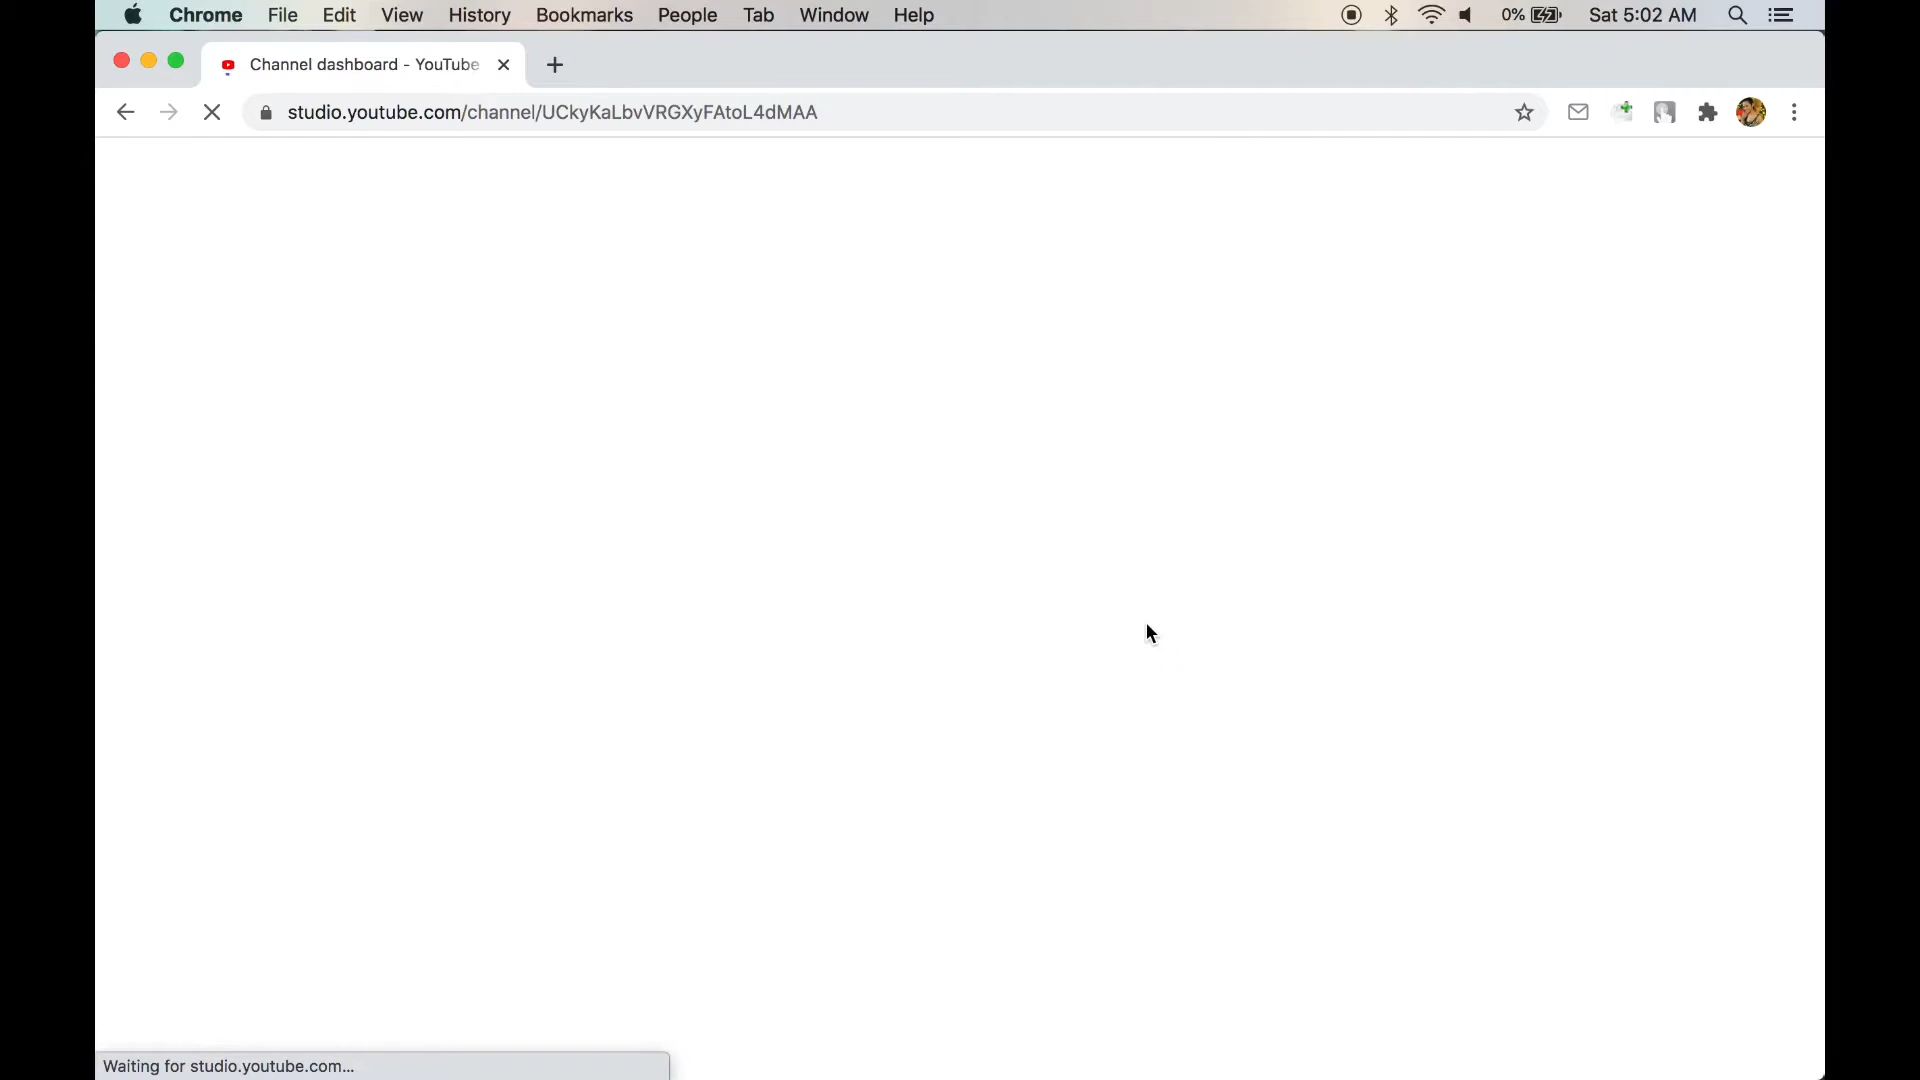 Chrome File Edit View History Bookmarks People Tab Window Help 0% Sat 5:02 AM
Channel dashboard - YouTube
studio.youtube.com/channel/UCkyKaLbvVRGXyFAtoL4dMAA
Waiting for studio.youtube.com...